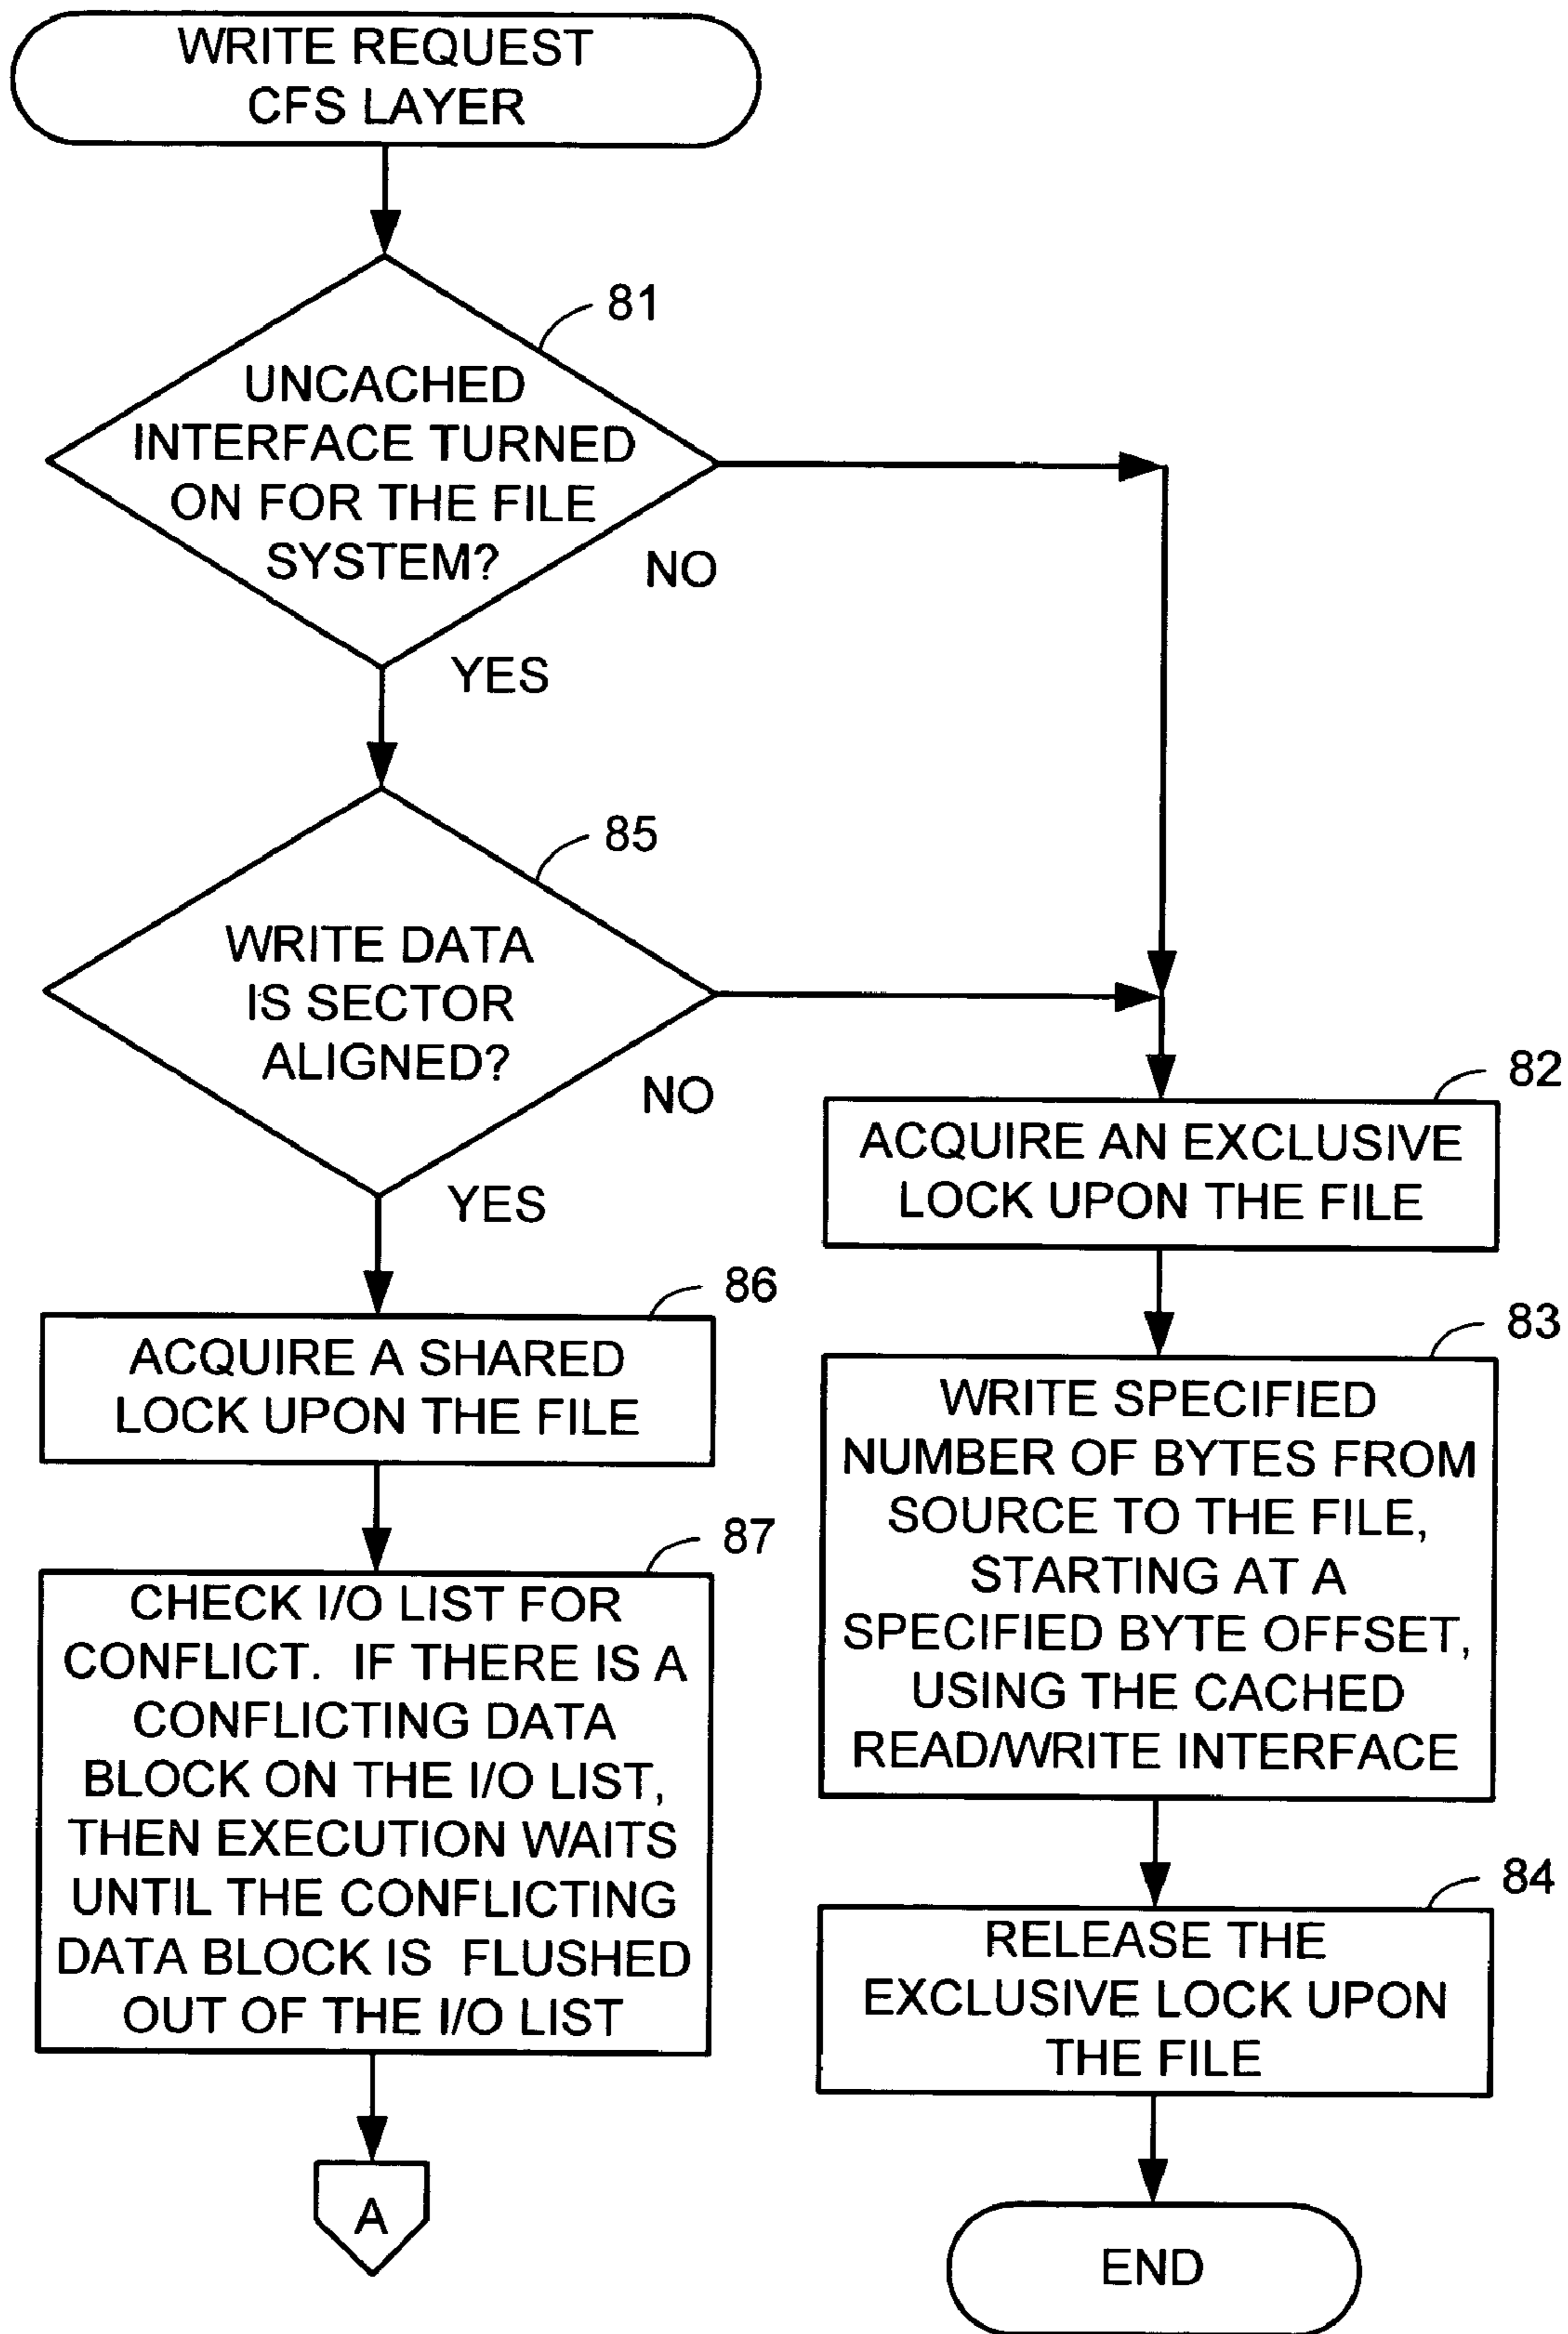 WRITE REQUEST
CFS LAYER
81
UNCACHED
INTERFACE TURNED
ON FOR THE FILE
SYSTEM?
NO
YES
85
WRITE DATA
IS SECTOR
ALIGNED?
NO
YES
82
ACQUIRE AN EXCLUSIVE
LOCK UPON THE FILE
86
ACQUIRE A SHARED
LOCK UPON THE FILE
83
WRITE SPECIFIED
NUMBER OF BYTES FROM
SOURCE TO THE FILE,
STARTING AT A
SPECIFIED BYTE OFFSET,
USING THE CACHED
READ/WRITE INTERFACE
87
CHECK I/O LIST FOR
CONFLICT. IF THERE IS A
CONFLICTING DATA
BLOCK ON THE I/O LIST,
THEN EXECUTION WAITS
UNTIL THE CONFLICTING
DATA BLOCK IS FLUSHED
OUT OF THE I/O LIST
84
RELEASE THE
EXCLUSIVE LOCK UPON
THE FILE
A
END